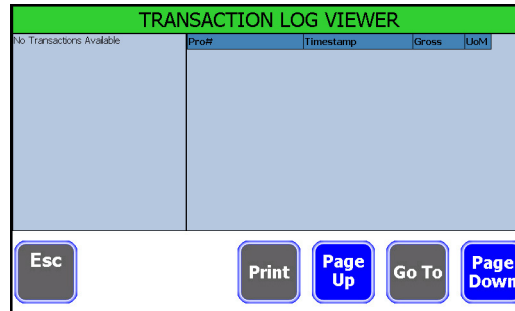 TRANSACTION LOG VIEWER
No Transactions Available
Pro# Timestamp Gross UoM
Esc
Print
Page
Up
Go To
Page
Down